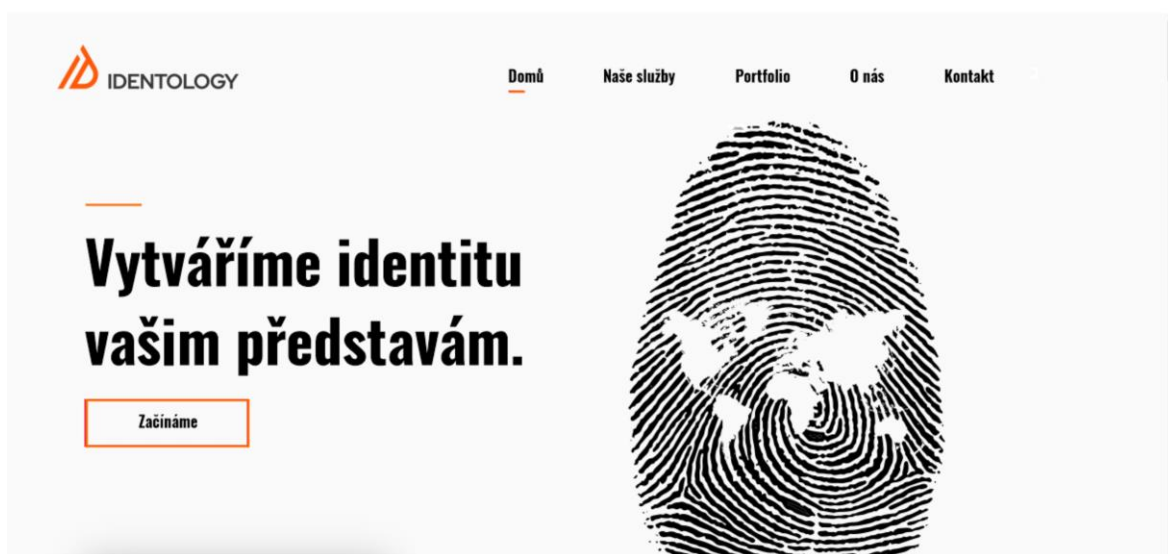 IDENTOLOGY
Domů Naše služby Portfolio O nás Kontakt
Vytváříme identitu
vašim představám.
Začínáme